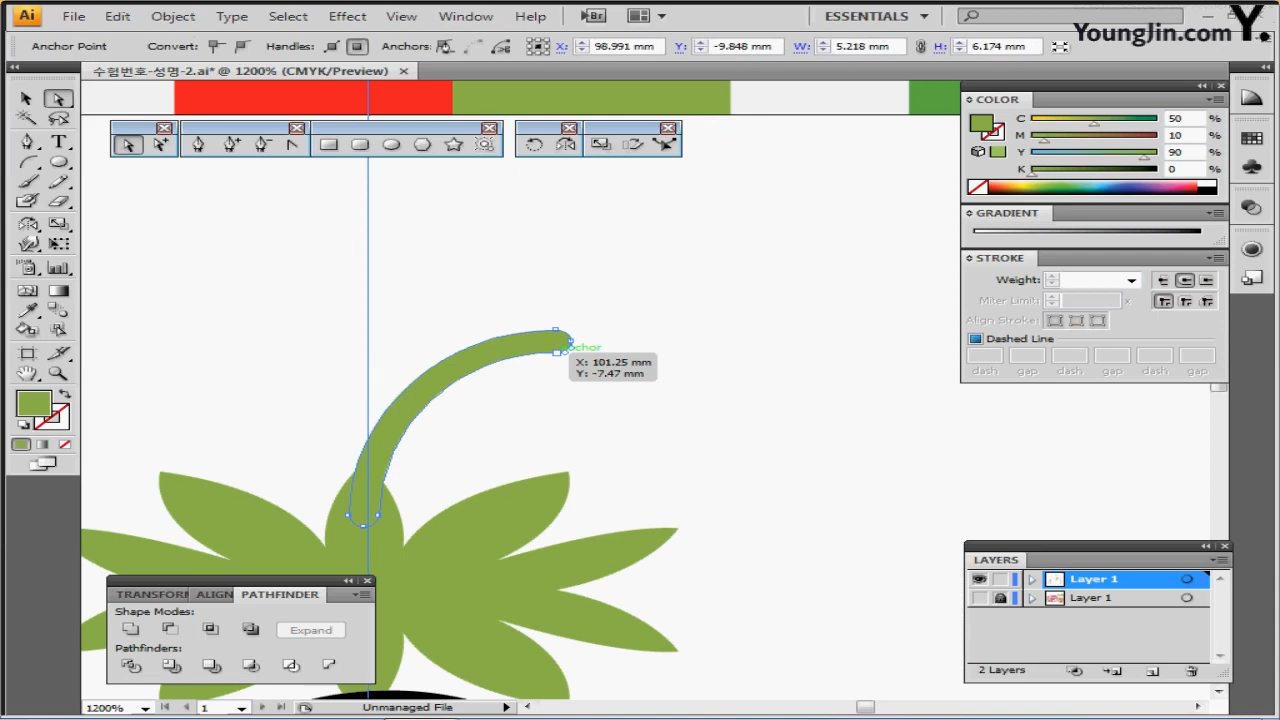 Ai File Edit Object Type Select Effect View Window Help Br ESSENTIALS
YoungJin.com Y.
Anchor Point Convert: Handles: Anchors: X: 98.991 mm Y: -9.848 mm W: 5.218 mm H: 6.174 mm
수험번호-성명-2.ai* @ 1200% (CMYK/Preview)
COLOR
C 50 %
M 10 %
Y 90 %
K 0 %
GRADIENT
STROKE
Weight:
Miter Limit: x
Align Stroke:
Dashed Line
dash gap dash gap dash gap
X: 101.25 mm
Y: -7.47 mm
LAYERS
Layer 1
Layer 1
2 Layers
TRANSFORM ALIGN PATHFINDER
Shape Modes:
Expand
Pathfinders:
1200% 1 Unmanaged File